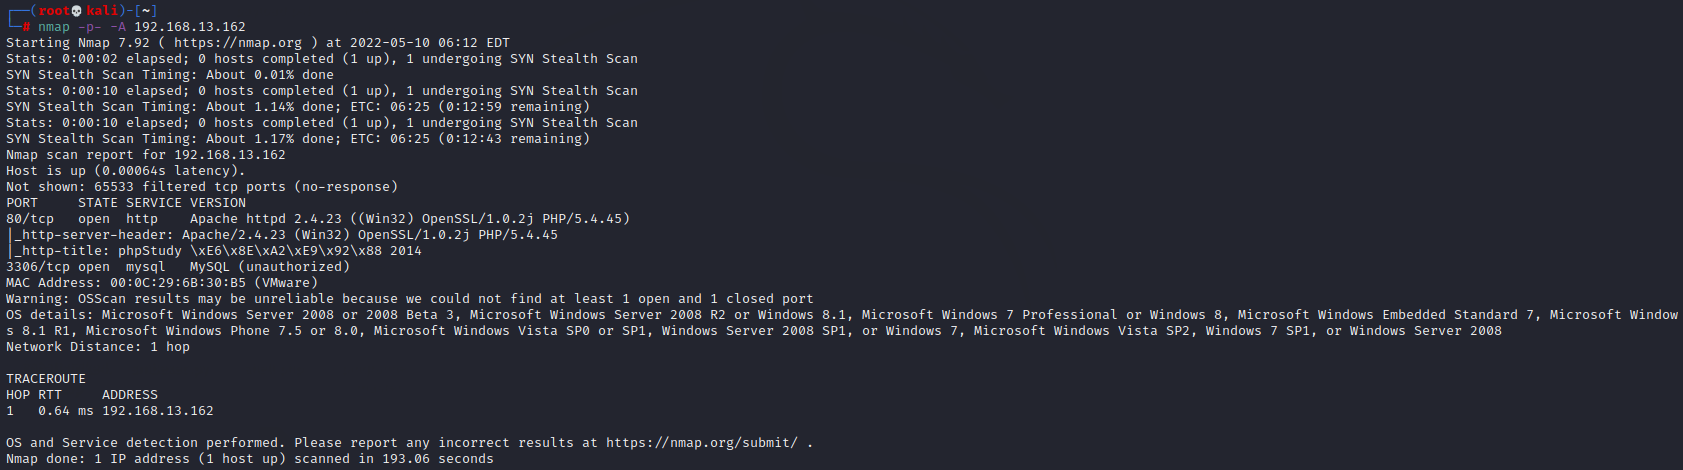 ┌──(root💀kali)-[~]
└─# nmap -p- -A 192.168.13.162
Starting Nmap 7.92 ( https://nmap.org ) at 2022-05-10 06:12 EDT
Stats: 0:00:02 elapsed; 0 hosts completed (1 up), 1 undergoing SYN Stealth Scan
SYN Stealth Scan Timing: About 0.01% done
Stats: 0:00:10 elapsed; 0 hosts completed (1 up), 1 undergoing SYN Stealth Scan
SYN Stealth Scan Timing: About 1.14% done; ETC: 06:25 (0:12:59 remaining)
Stats: 0:00:10 elapsed; 0 hosts completed (1 up), 1 undergoing SYN Stealth Scan
SYN Stealth Scan Timing: About 1.17% done; ETC: 06:25 (0:12:43 remaining)
Nmap scan report for 192.168.13.162
Host is up (0.00064s latency).
Not shown: 65533 filtered tcp ports (no-response)
PORT     STATE SERVICE VERSION
80/tcp   open  http    Apache httpd 2.4.23 ((Win32) OpenSSL/1.0.2j PHP/5.4.45)
|_http-server-header: Apache/2.4.23 (Win32) OpenSSL/1.0.2j PHP/5.4.45
|_http-title: phpStudy \xE6\x8E\xA2\xE9\x92\x88 2014
3306/tcp open  mysql   MySQL (unauthorized)
MAC Address: 00:0C:29:6B:30:B5 (VMware)
Warning: OSScan results may be unreliable because we could not find at least 1 open and 1 closed port
OS details: Microsoft Windows Server 2008 or 2008 Beta 3, Microsoft Windows Server 2008 R2 or Windows 8.1, Microsoft Windows 7 Professional or Windows 8, Microsoft Windows Embedded Standard 7, Microsoft Window
s 8.1 R1, Microsoft Windows Phone 7.5 or 8.0, Microsoft Windows Vista SP0 or SP1, Windows Server 2008 SP1, or Windows 7, Microsoft Windows Vista SP2, Windows 7 SP1, or Windows Server 2008
Network Distance: 1 hop
TRACEROUTE
HOP RTT     ADDRESS
1   0.64 ms 192.168.13.162
OS and Service detection performed. Please report any incorrect results at https://nmap.org/submit/ .
Nmap done: 1 IP address (1 host up) scanned in 193.06 seconds